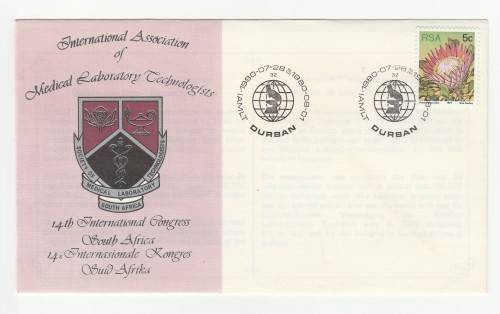 International Association
of
Medical Laboratory Technologists
SOCIETY OF MEDICAL LABORATORY TECHNOLOGISTS
SOUTH AFRICA
14th International Congress
South Africa
14e Internasionale Kongres
Suid Afrika
IAMLT · 1980-07-28 1980-08-01
32
DURBAN
IAMLT · 1980-07-28 1980-08-01
32
DURBAN
RSA 5c